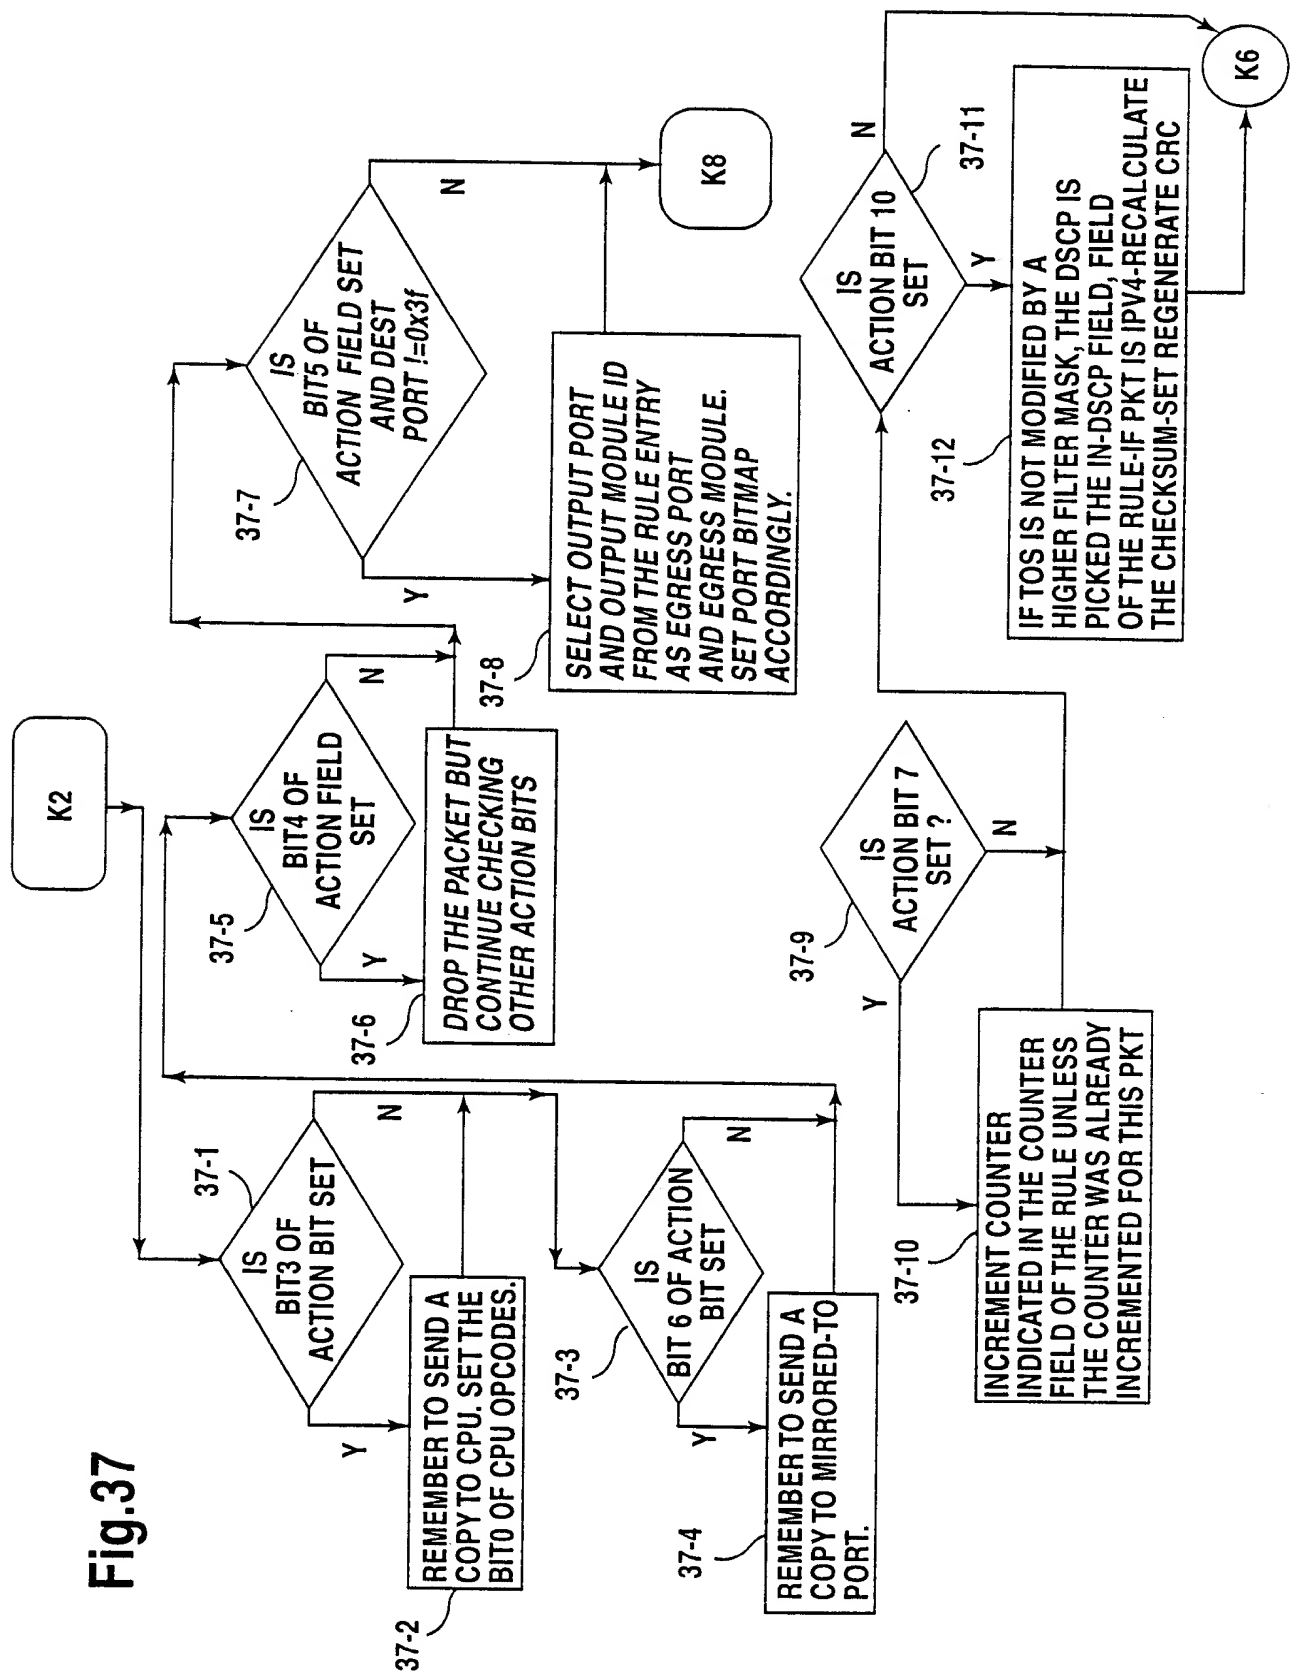 Fig.37
K2
37-1
IS
BIT3 OF
ACTION BIT SET
Y
N
37-2
REMEMBER TO SEND A
COPY TO CPU. SET THE
BIT0 OF CPU OPCODES.
37-3
IS
BIT 6 OF ACTION
BIT SET
Y
N
37-4
REMEMBER TO SEND A
COPY TO MIRRORED-TO
PORT.
37-5
IS
BIT4 OF
ACTION FIELD
SET
Y
N
37-6
DROP THE PACKET BUT
CONTINUE CHECKING
OTHER ACTION BITS
37-7
IS
BIT5 OF
ACTION FIELD SET
AND DEST
PORT !=0x3f
Y
N
37-8
SELECT OUTPUT PORT
AND OUTPUT MODULE ID
FROM THE RULE ENTRY
AS EGRESS PORT
AND EGRESS MODULE.
SET PORT BITMAP
ACCORDINGLY.
K8
37-9
IS
ACTION BIT 7
SET ?
Y
N
37-10
INCREMENT COUNTER
INDICATED IN THE COUNTER
FIELD OF THE RULE UNLESS
THE COUNTER WAS ALREADY
INCREMENTED FOR THIS PKT
37-11
IS
ACTION BIT 10
SET
N
Y
37-12
IF TOS IS NOT MODIFIED BY A
HIGHER FILTER MASK, THE DSCP IS
PICKED THE IN-DSCP FIELD, FIELD
OF THE RULE-IF PKT IS IPV4-RECALCULATE
THE CHECKSUM-SET REGENERATE CRC
K6